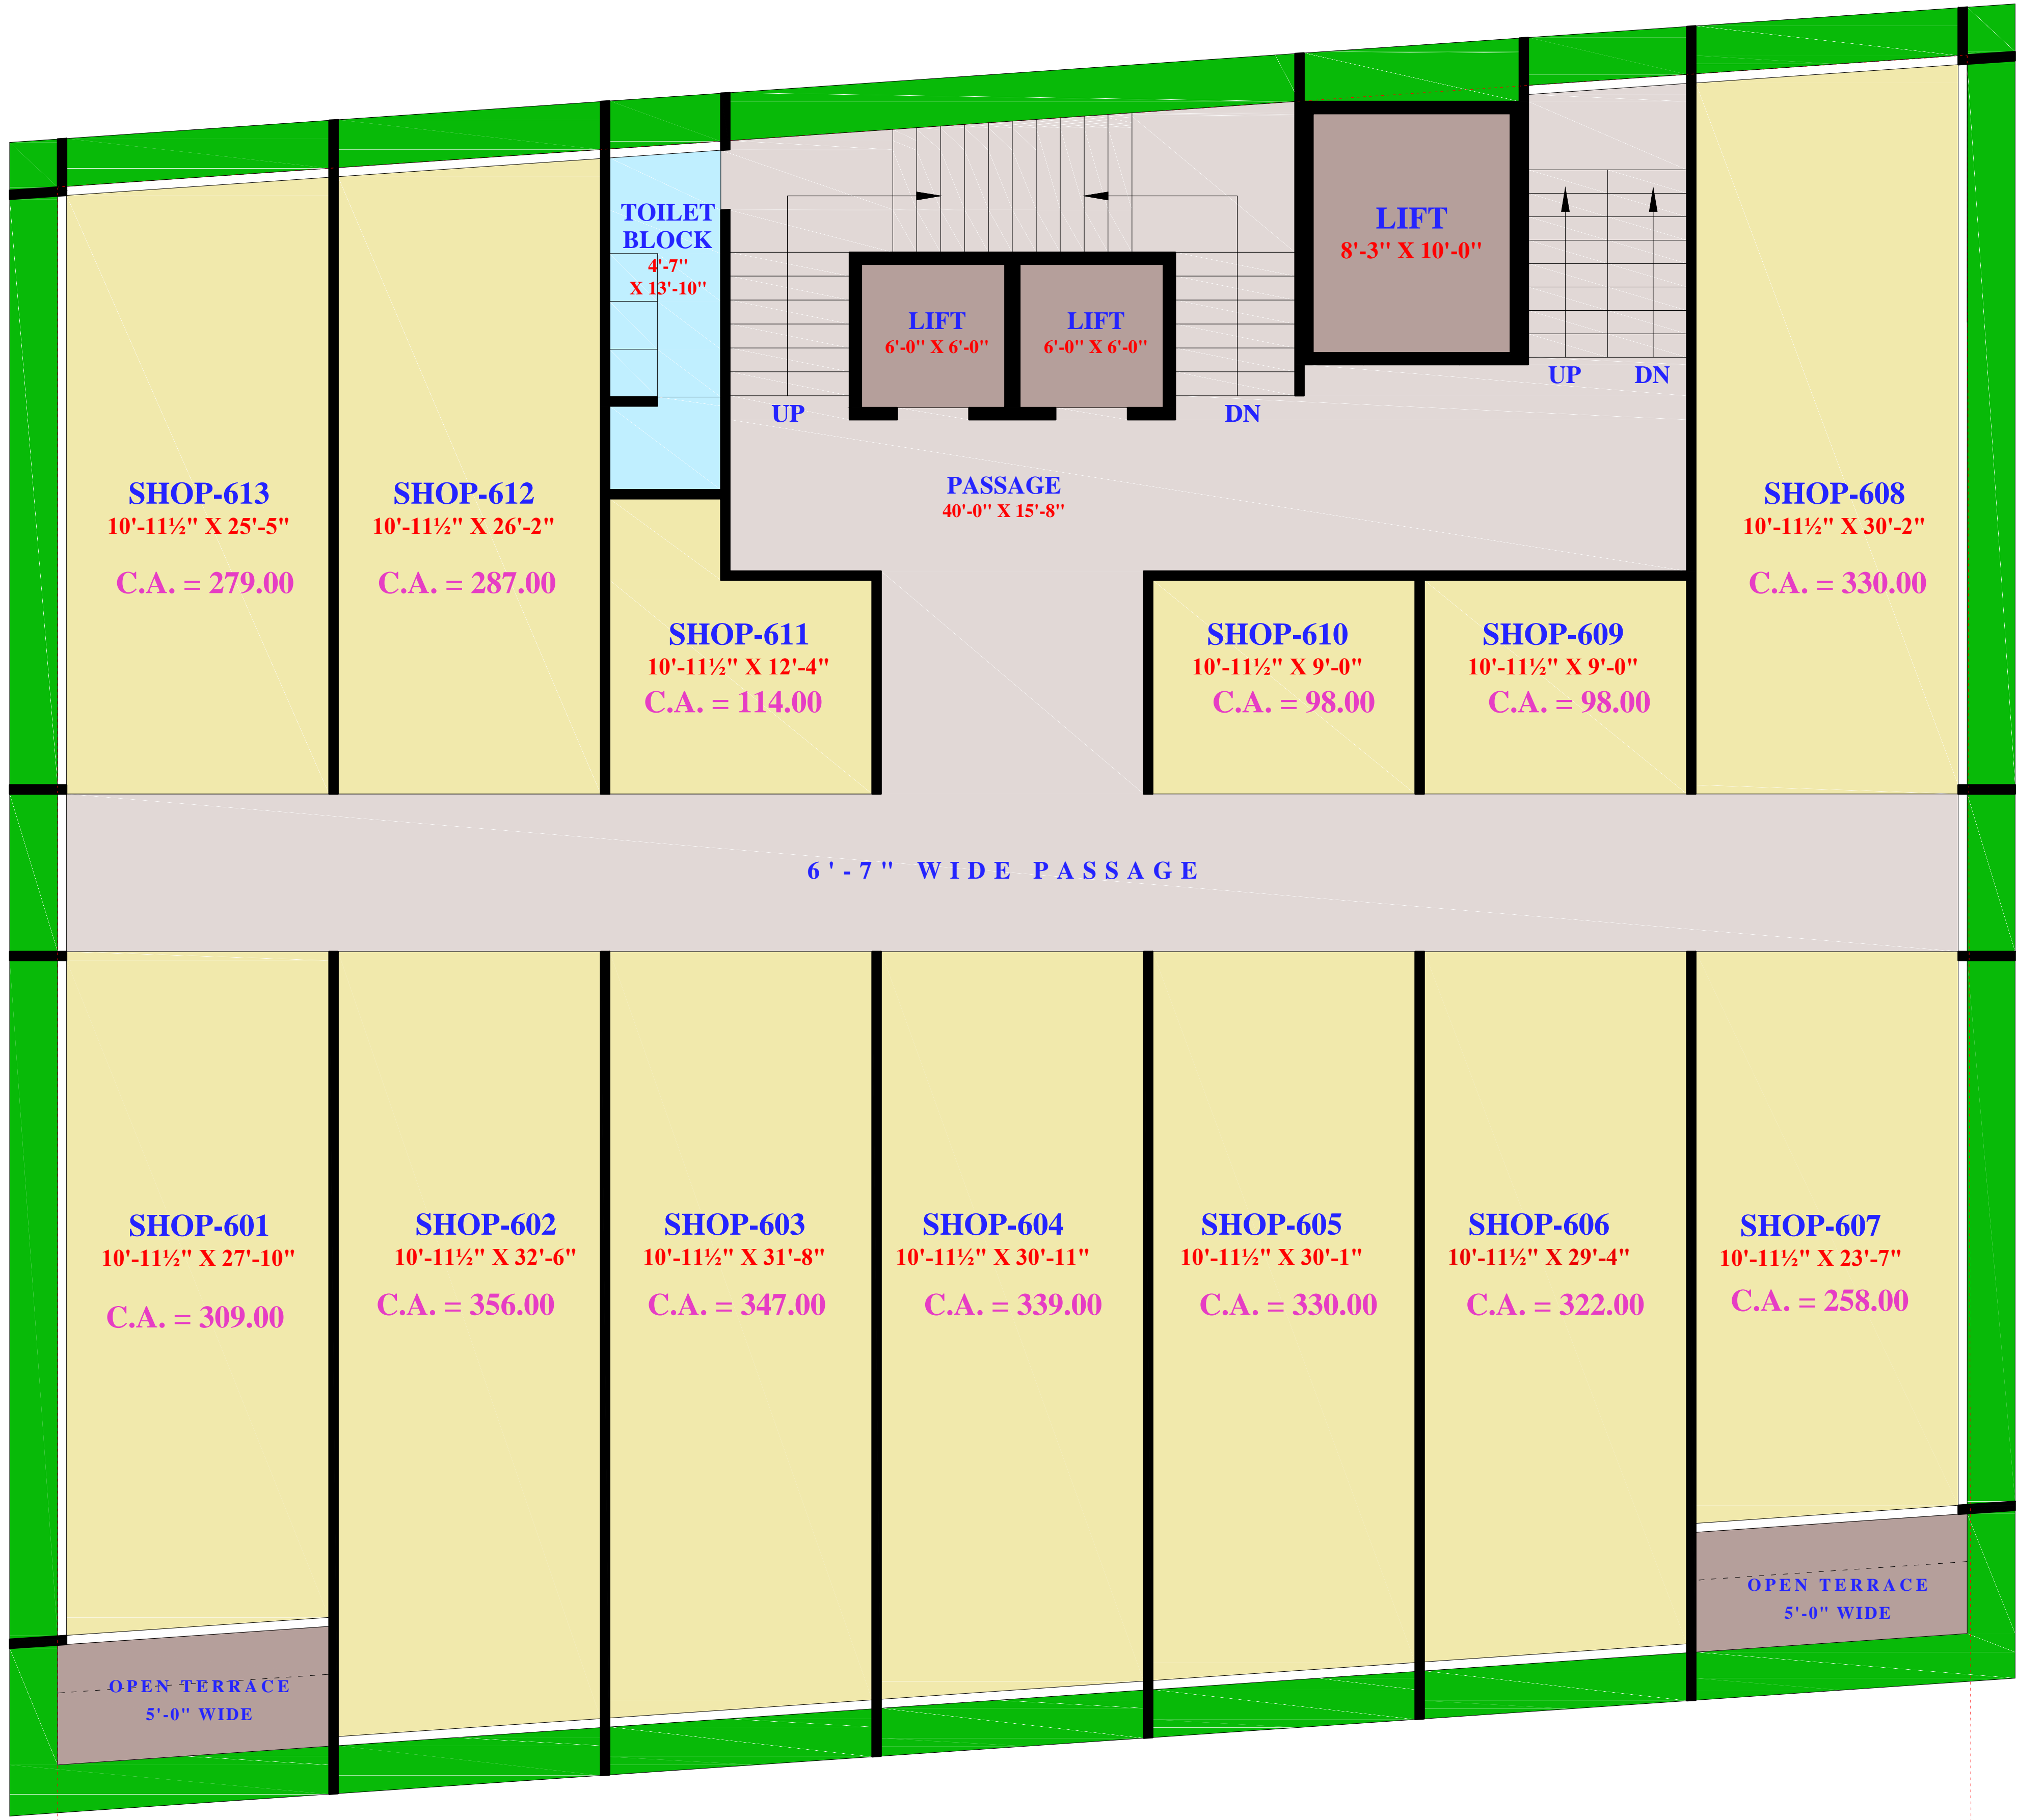 TOILET
BLOCK
4'-7"
X 13'-10"
LIFT
8'-3" X 10'-0"
LIFT
6'-0" X 6'-0"
LIFT
6'-0" X 6'-0"
UP
DN
UP
DN
PASSAGE
40'-0" X 15'-8"
SHOP-613
10'-11½" X 25'-5"
C.A. = 279.00
SHOP-612
10'-11½" X 26'-2"
C.A. = 287.00
SHOP-608
10'-11½" X 30'-2"
C.A. = 330.00
SHOP-611
10'-11½" X 12'-4"
C.A. = 114.00
SHOP-610
10'-11½" X 9'-0"
C.A. = 98.00
SHOP-609
10'-11½" X 9'-0"
C.A. = 98.00
6'-7" WIDE PASSAGE
SHOP-601
10'-11½" X 27'-10"
C.A. = 309.00
SHOP-602
10'-11½" X 32'-6"
C.A. = 356.00
SHOP-603
10'-11½" X 31'-8"
C.A. = 347.00
SHOP-604
10'-11½" X 30'-11"
C.A. = 339.00
SHOP-605
10'-11½" X 30'-1"
C.A. = 330.00
SHOP-606
10'-11½" X 29'-4"
C.A. = 322.00
SHOP-607
10'-11½" X 23'-7"
C.A. = 258.00
OPEN TERRACE
5'-0" WIDE
OPEN TERRACE
5'-0" WIDE